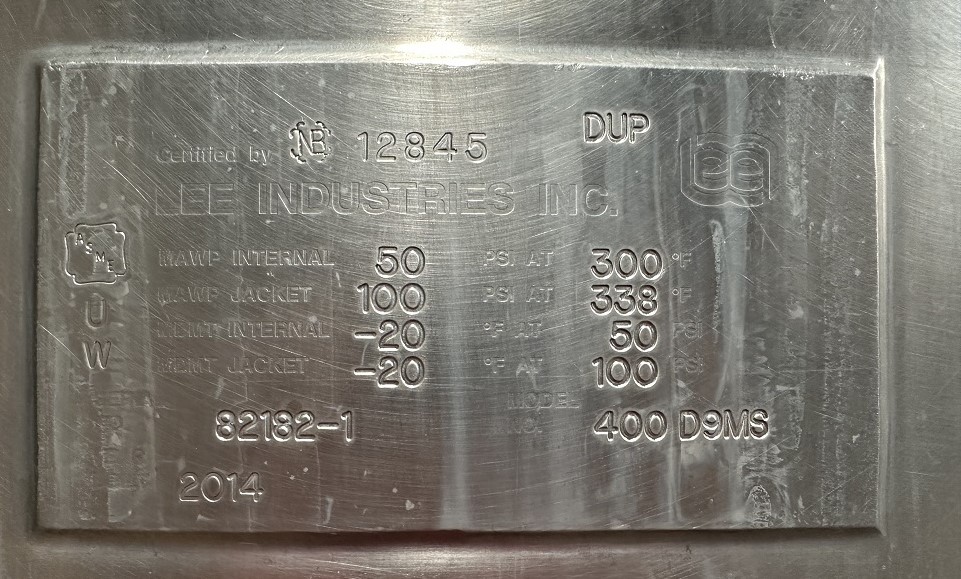 DUP
Certified by NB 12845
LEE INDUSTRIES INC.
lee
ASME
U
W
MAWP INTERNAL 50 PSI AT 300 °F
MAWP JACKET 100 PSI AT 338 °F
MDMT INTERNAL -20 °F AT 50 PSI
MDMT JACKET -20 °F AT 100 PSI
MODEL
82182-1 NO. 400 D9MS
2014